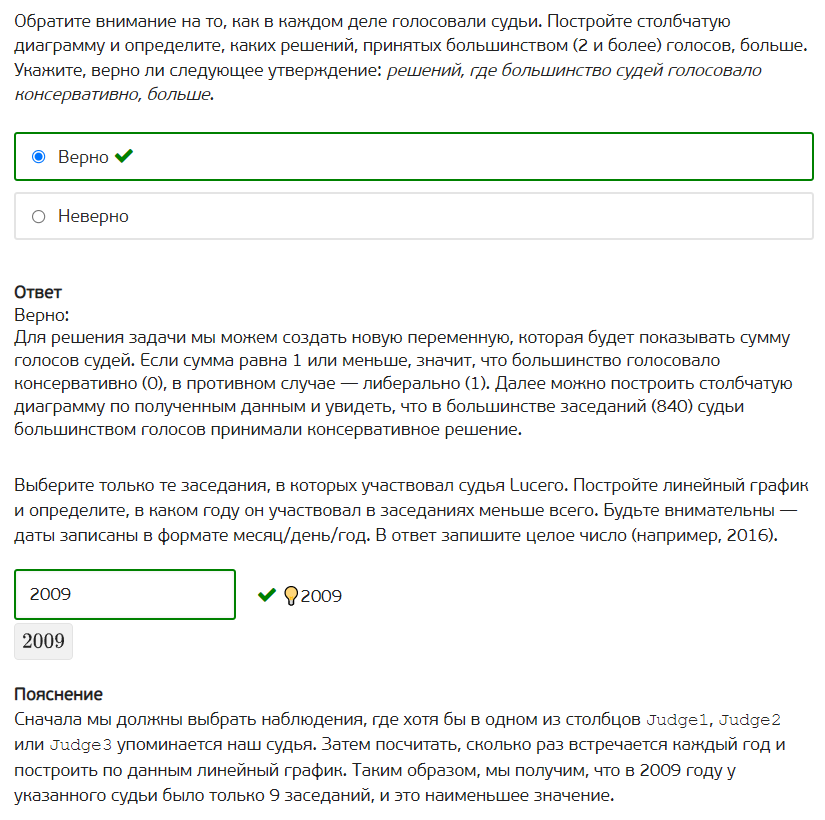 Обратите внимание на то, как в каждом деле голосовали судьи. Постройте столбчатую
диаграмму и определите, каких решений, принятых большинством (2 и более) голосов, больше.
Укажите, верно ли следующее утверждение: решений, где большинство судей голосовало
консервативно, больше.
Верно
Неверно
Ответ
Верно:
Для решения задачи мы можем создать новую переменную, которая будет показывать сумму
голосов судей. Если сумма равна 1 или меньше, значит, что большинство голосовало
консервативно (0), в противном случае — либерально (1). Далее можно построить столбчатую
диаграмму по полученным данным и увидеть, что в большинстве заседаний (840) судьи
большинством голосов принимали консервативное решение.
Выберите только те заседания, в которых участвовал судья Lucero. Постройте линейный график
и определите, в каком году он участвовал в заседаниях меньше всего. Будьте внимательны —
даты записаны в формате месяц/день/год. В ответ запишите целое число (например, 2016).
2009 2009
2009
Пояснение
Сначала мы должны выбрать наблюдения, где хотя бы в одном из столбцов Judge1, Judge2
или Judge3 упоминается наш судья. Затем посчитать, сколько раз встречается каждый год и
построить по данным линейный график. Таким образом, мы получим, что в 2009 году у
указанного судьи было только 9 заседаний, и это наименьшее значение.